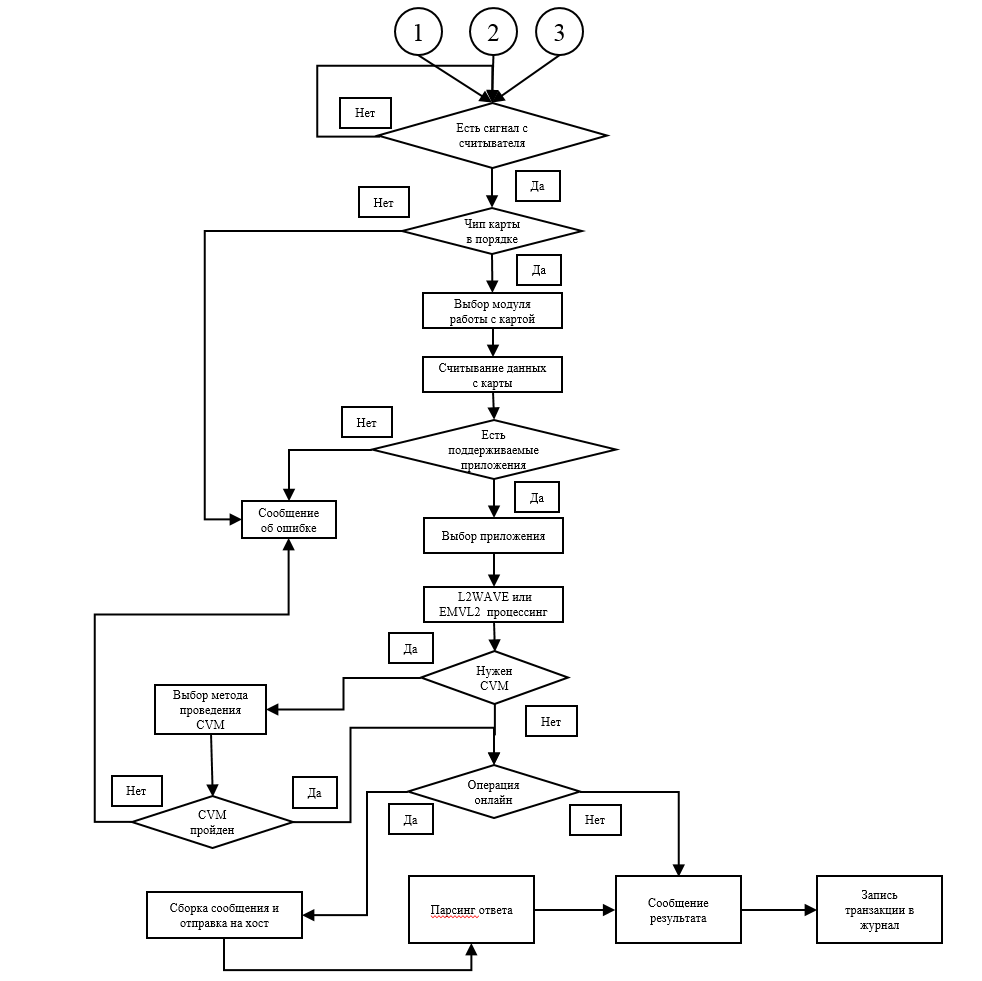 1
2
3
Нет
Есть сигнал с
считывателя
Да
Нет
Чип карты
в порядке
Да
Выбор модуля
работы с картой
Считывание данных
с карты
Нет
Есть
поддерживаемые
приложения
Да
Сообщение
об ошибке
Выбор приложения
L2WAVE или
EMVL2 процессинг
Да
Нужен
CVM
Выбор метода
проведения
CVM
Нет
Нет
Да
Операция
онлайн
CVM
пройден
Да
Нет
Сборка сообщения и
отправка на хост
Парсинг ответа
Сообщение
результата
Запись
транзакции в
журнал